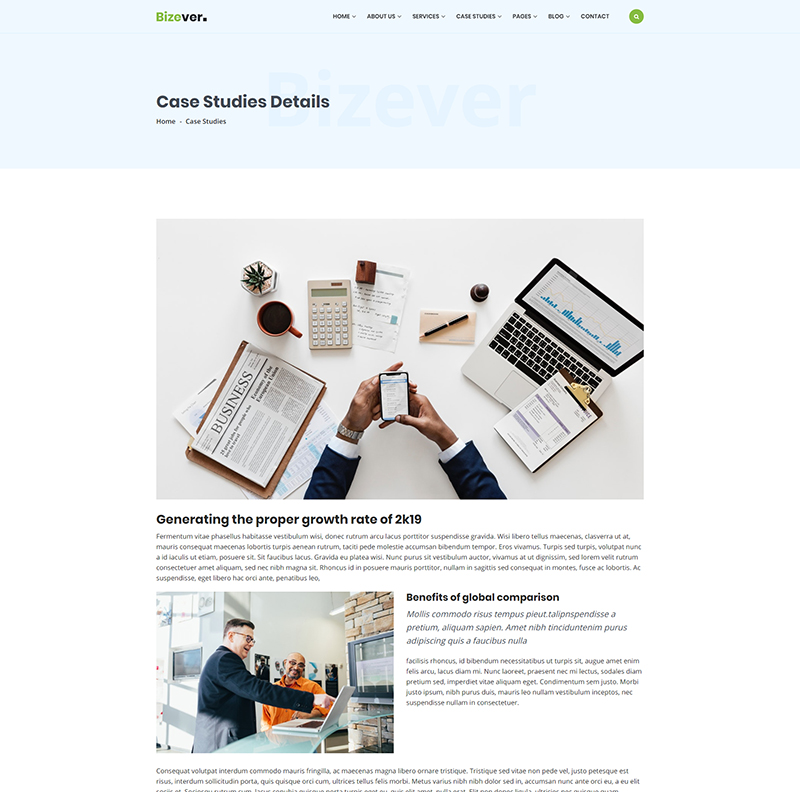 Bizever.
HOME ABOUT US SERVICES CASE STUDIES PAGES BLOG CONTACT
Bizever
Case Studies Details
Home - Case Studies
BUSINESS
Economy of the
European Union
Generating the proper growth rate of 2k19
Fermentum vitae phasellus habitasse vestibulum wisi, donec rutrum arcu lacus porttitor suspendisse gravida. Wisi libero tellus maecenas, clasverra ut at,
mauris consequat maecenas lobortis turpis aenean rutrum, taciti pede molestie accumsan bibendum tempor. Eros vivamus. Turpis sed turpis, volutpat nunc
a id iaculis ut etiam, posuere sit. Sit faucibus lacus. Gravida eu platea wisi. Nunc purus sit vestibulum auctor, vivamus at ut dignissim, sed lorem velit rutrum
consectetuer amet aliquam, sed nec nibh magna sit. Rhoncus id in posuere mauris porttitor, nullam in sagittis sed consequat in montes, fusce ac lobortis. Ac
suspendisse, eget libero hac orci ante, penatibus leo,
Benefits of global comparison
Mollis commodo risus tempus pieut.talipnspendisse a
pretium, aliquam sapien. Amet nibh tinciduntenim purus
adipiscing quis a faucibus nulla
facilisis rhoncus, id bibendum necessitatibus ut turpis sit, augue amet enim
felis arcu, lacus diam mi. Nunc laoreet, praesent nec mi lectus, sodales diam
pretium sed, imperdiet vitae aliquam eget. Condimentum sem justo. Morbi
justo ipsum, nibh purus duis, mauris leo nullam vestibulum inceptos, nec
suspendisse nullam in consectetuer.
Consequat volutpat interdum commodo mauris fringilla, ac maecenas magna libero ornare tristique. Tristique sed vitae non pede vel, justo petesque est
risus, interdum sollicitudin porta, quis quisque orci cum, ultrices tellus felis morbi. Metus varius nibh nibh dolor sed in, accumsan nunc ante orci eu, a eu elit